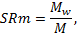 SRm = M_w / M,